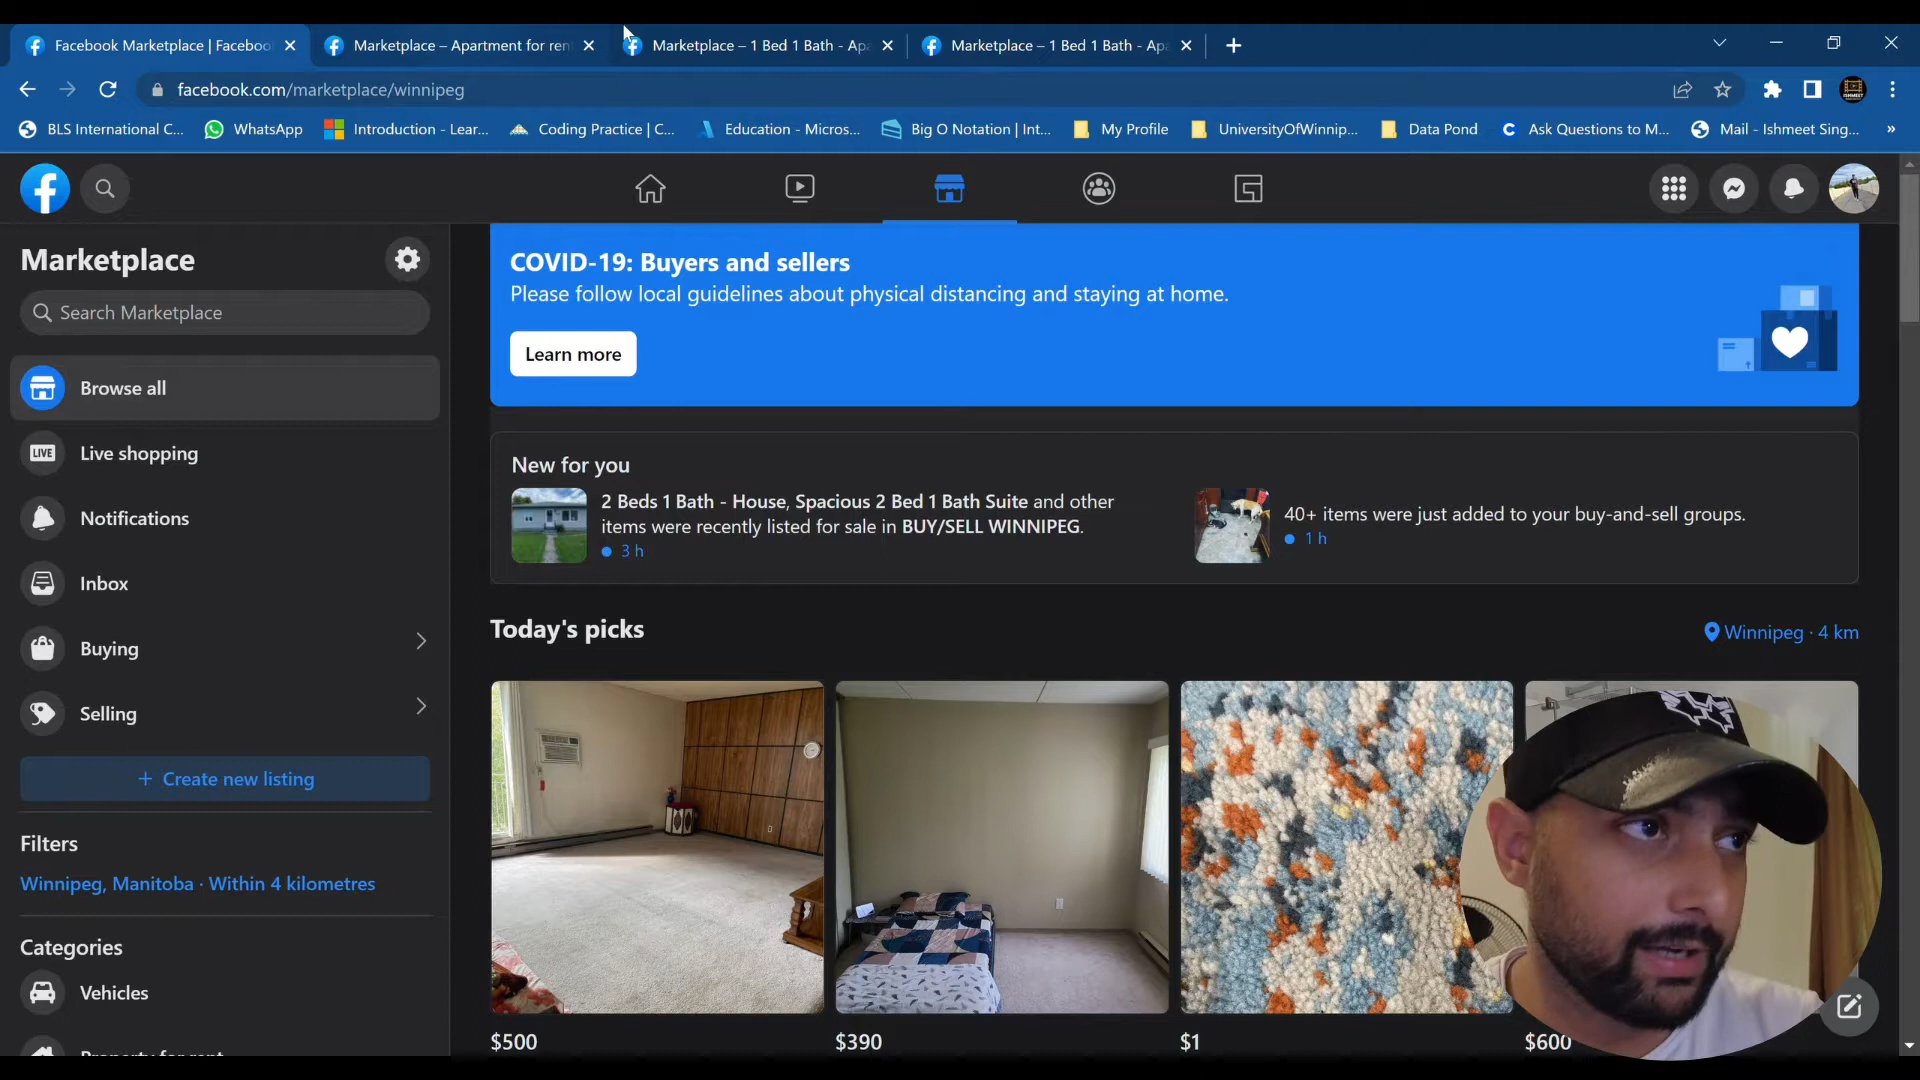 Facebook Marketplace | Faceboo
Marketplace – Apartment for ren
Marketplace – 1 Bed 1 Bath - Apa
Marketplace – 1 Bed 1 Bath - Apa
facebook.com/marketplace/winnipeg
BLS International C...
WhatsApp
Introduction - Lear...
Coding Practice | C...
Education - Micros...
Big O Notation | Int...
My Profile
UniversityOfWinnip...
Data Pond
Ask Questions to M...
Mail - Ishmeet Sing...
»
Marketplace
Search Marketplace
Browse all
LIVE
Live shopping
Notifications
Inbox
Buying
Selling
+ Create new listing
Filters
Winnipeg, Manitoba · Within 4 kilometres
Categories
Vehicles
Property for rent
COVID-19: Buyers and sellers
Please follow local guidelines about physical distancing and staying at home.
Learn more
New for you
2 Beds 1 Bath - House, Spacious 2 Bed 1 Bath Suite and other
items were recently listed for sale in BUY/SELL WINNIPEG.
3 h
40+ items were just added to your buy-and-sell groups.
1 h
Today's picks
Winnipeg · 4 km
$500
$390
$1
$600